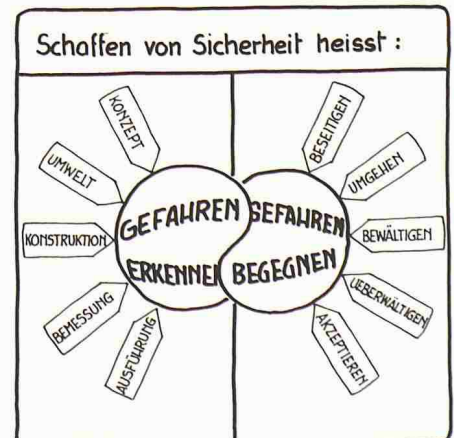 Schaffen von Sicherheit heisst :
KONZEPT
UMWELT
KONSTRUKTION
BEMESSUNG
AUSFÜHRUNG
GEFAHREN
ERKENNEN
GEFAHREN
BEGEGNEN
BESEITIGEN
UMGEHEN
BEWÄLTIGEN
UEBERWÄLTIGEN
AKZEPTIEREN